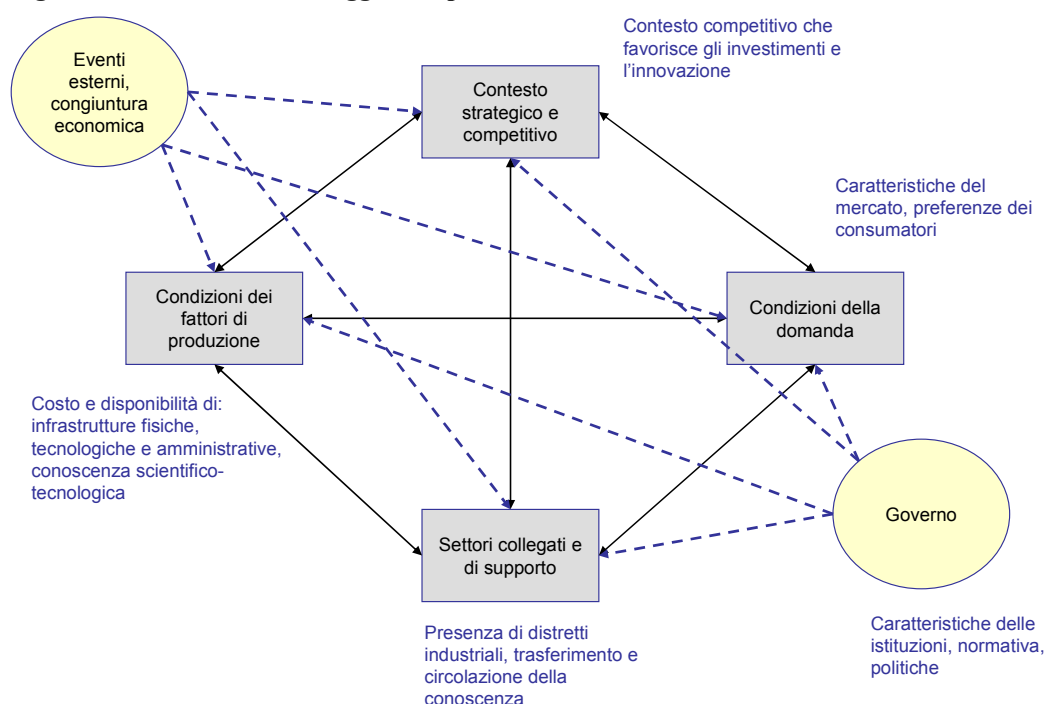 Contesto competitivo che
favorisce gli investimenti e
l'innovazione
Eventi
esterni,
congiuntura
economica
Contesto
strategico e
competitivo
Caratteristiche del
mercato, preferenze dei
consumatori
Condizioni dei
fattori di
produzione
Condizioni della
domanda
Costo e disponibilità di:
infrastrutture fisiche,
tecnologiche e amministrative,
conoscenza scientifico-
tecnologica
Governo
Settori collegati e
di supporto
Caratteristiche delle
istituzioni, normativa,
politiche
Presenza di distretti
industriali, trasferimento e
circolazione della
conoscenza